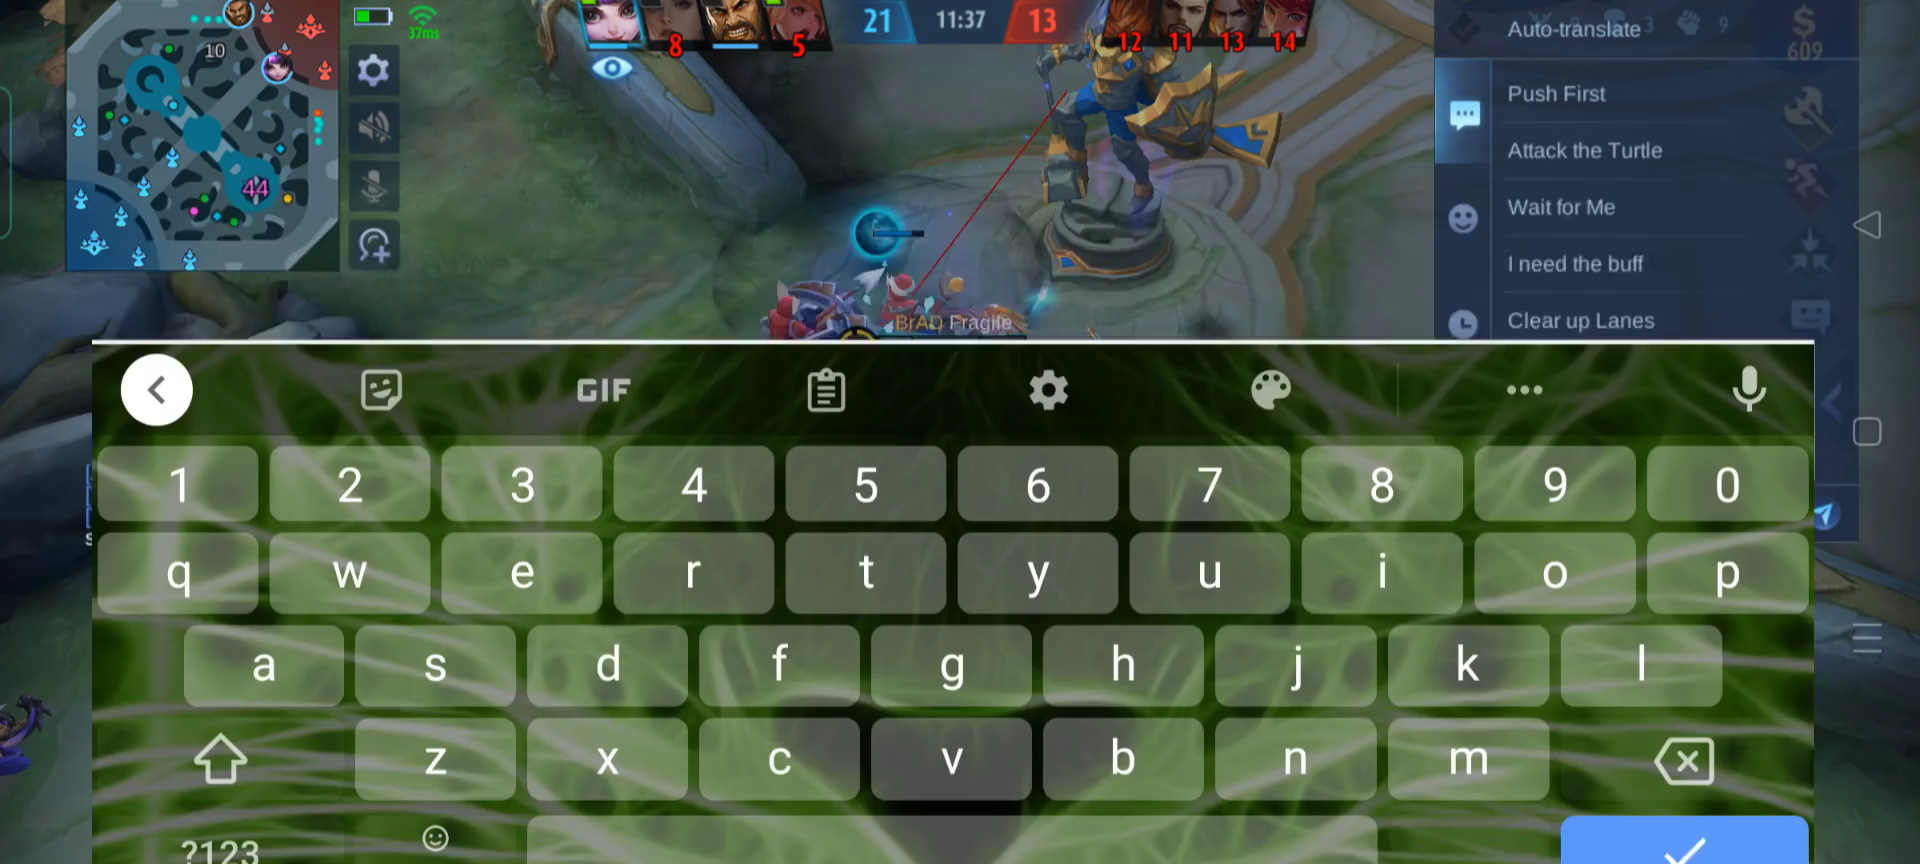 10
44
37ms
8
5
21
11:37
13
12
11
13
14
Auto-translate
3
9
$
609
Push First
Attack the Turtle
Wait for Me
I need the buff
Clear up Lanes
BrAD Fragile
GIF
1 2 3 4 5 6 7 8 9 0
q w e r t y u i o p
a s d f g h j k l
z x c v b n m
?123